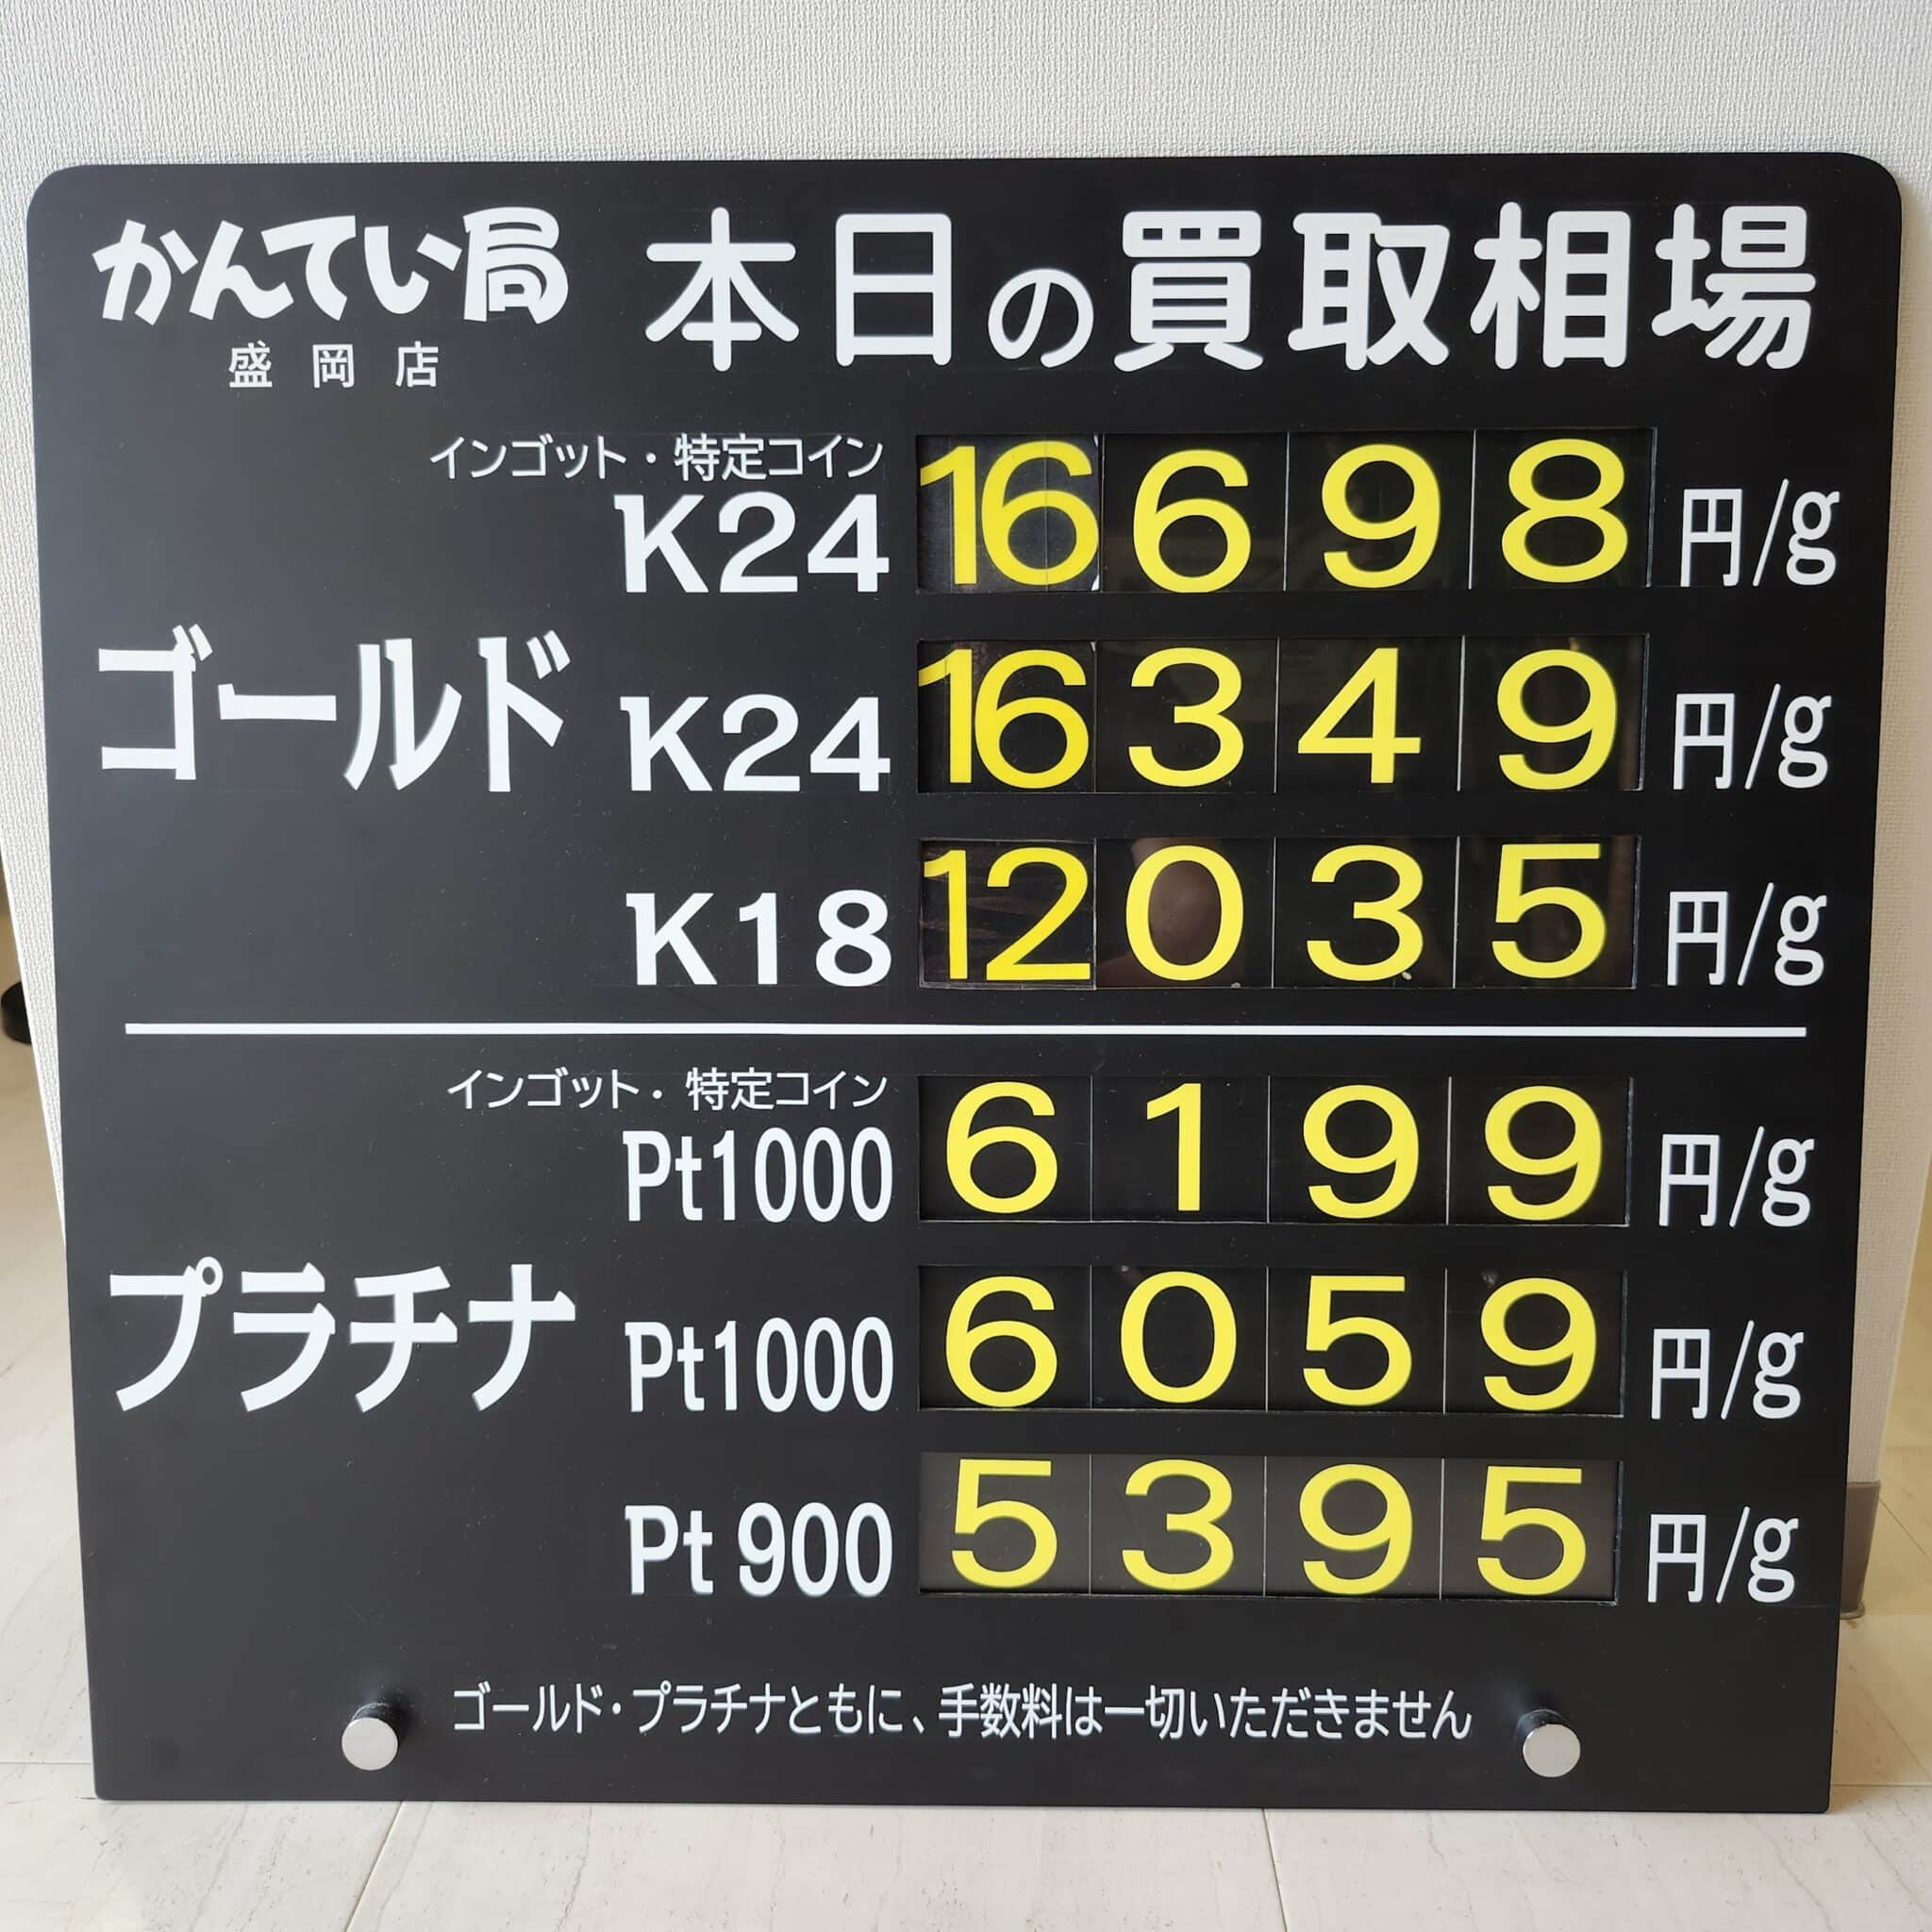 かんてい局 本日の買取相場
盛岡店
インゴット・特定コイン
K24 16698 円/g
ゴールド K24 16349 円/g
K18 12035 円/g
インゴット・特定コイン
Pt1000 6199 円/g
プラチナ Pt1000 6059 円/g
Pt 900 5395 円/g
ゴールド・プラチナともに、手数料は一切いただきません